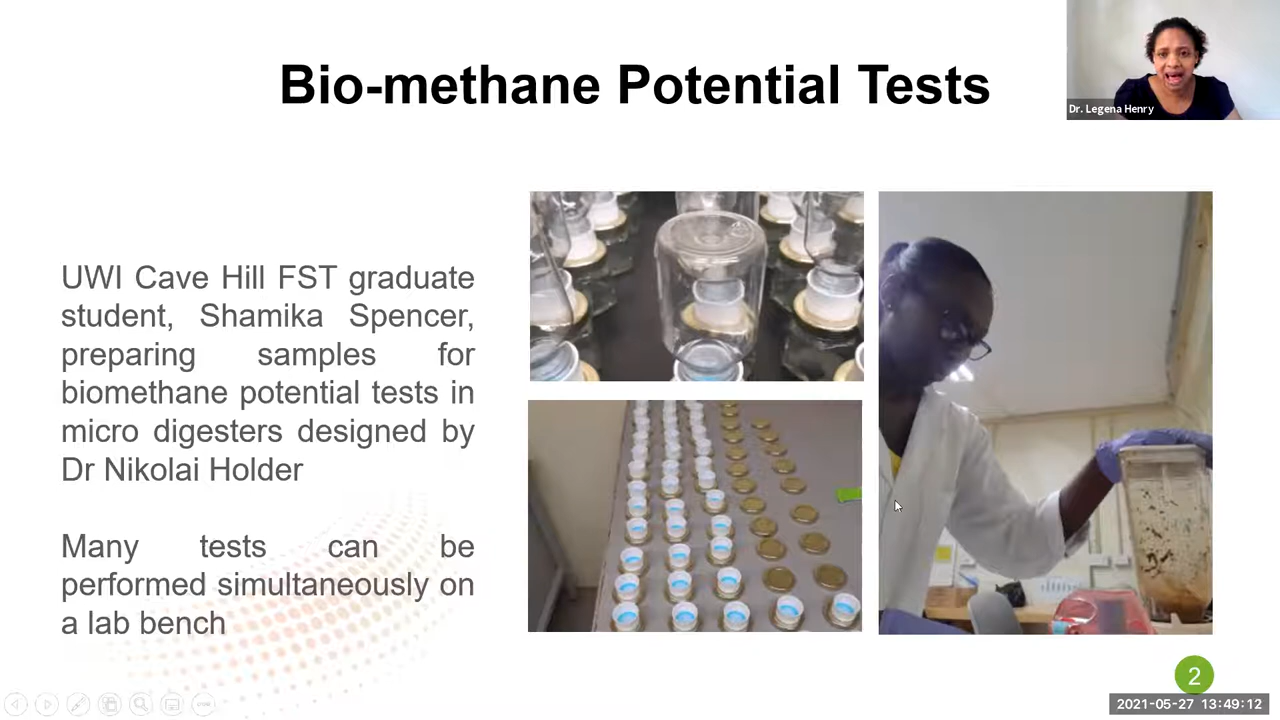 Bio-methane Potential Tests
Dr. Legena Henry
UWI Cave Hill FST graduate
student, Shamika Spencer,
preparing samples for
biomethane potential tests in
micro digesters designed by
Dr Nikolai Holder
Many tests can be
performed simultaneously on
a lab bench
2
2021-05-27 13:49:12